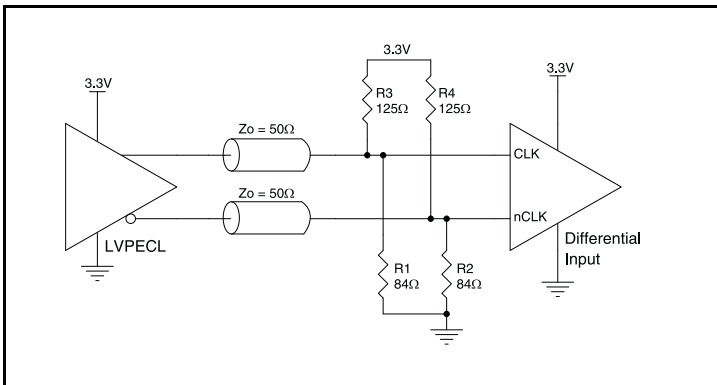 3.3V
3.3V
3.3V
R3
125Ω
R4
125Ω
Zo = 50Ω
CLK
Zo = 50Ω
nCLK
LVPECL
Differential
Input
R1
84Ω
R2
84Ω